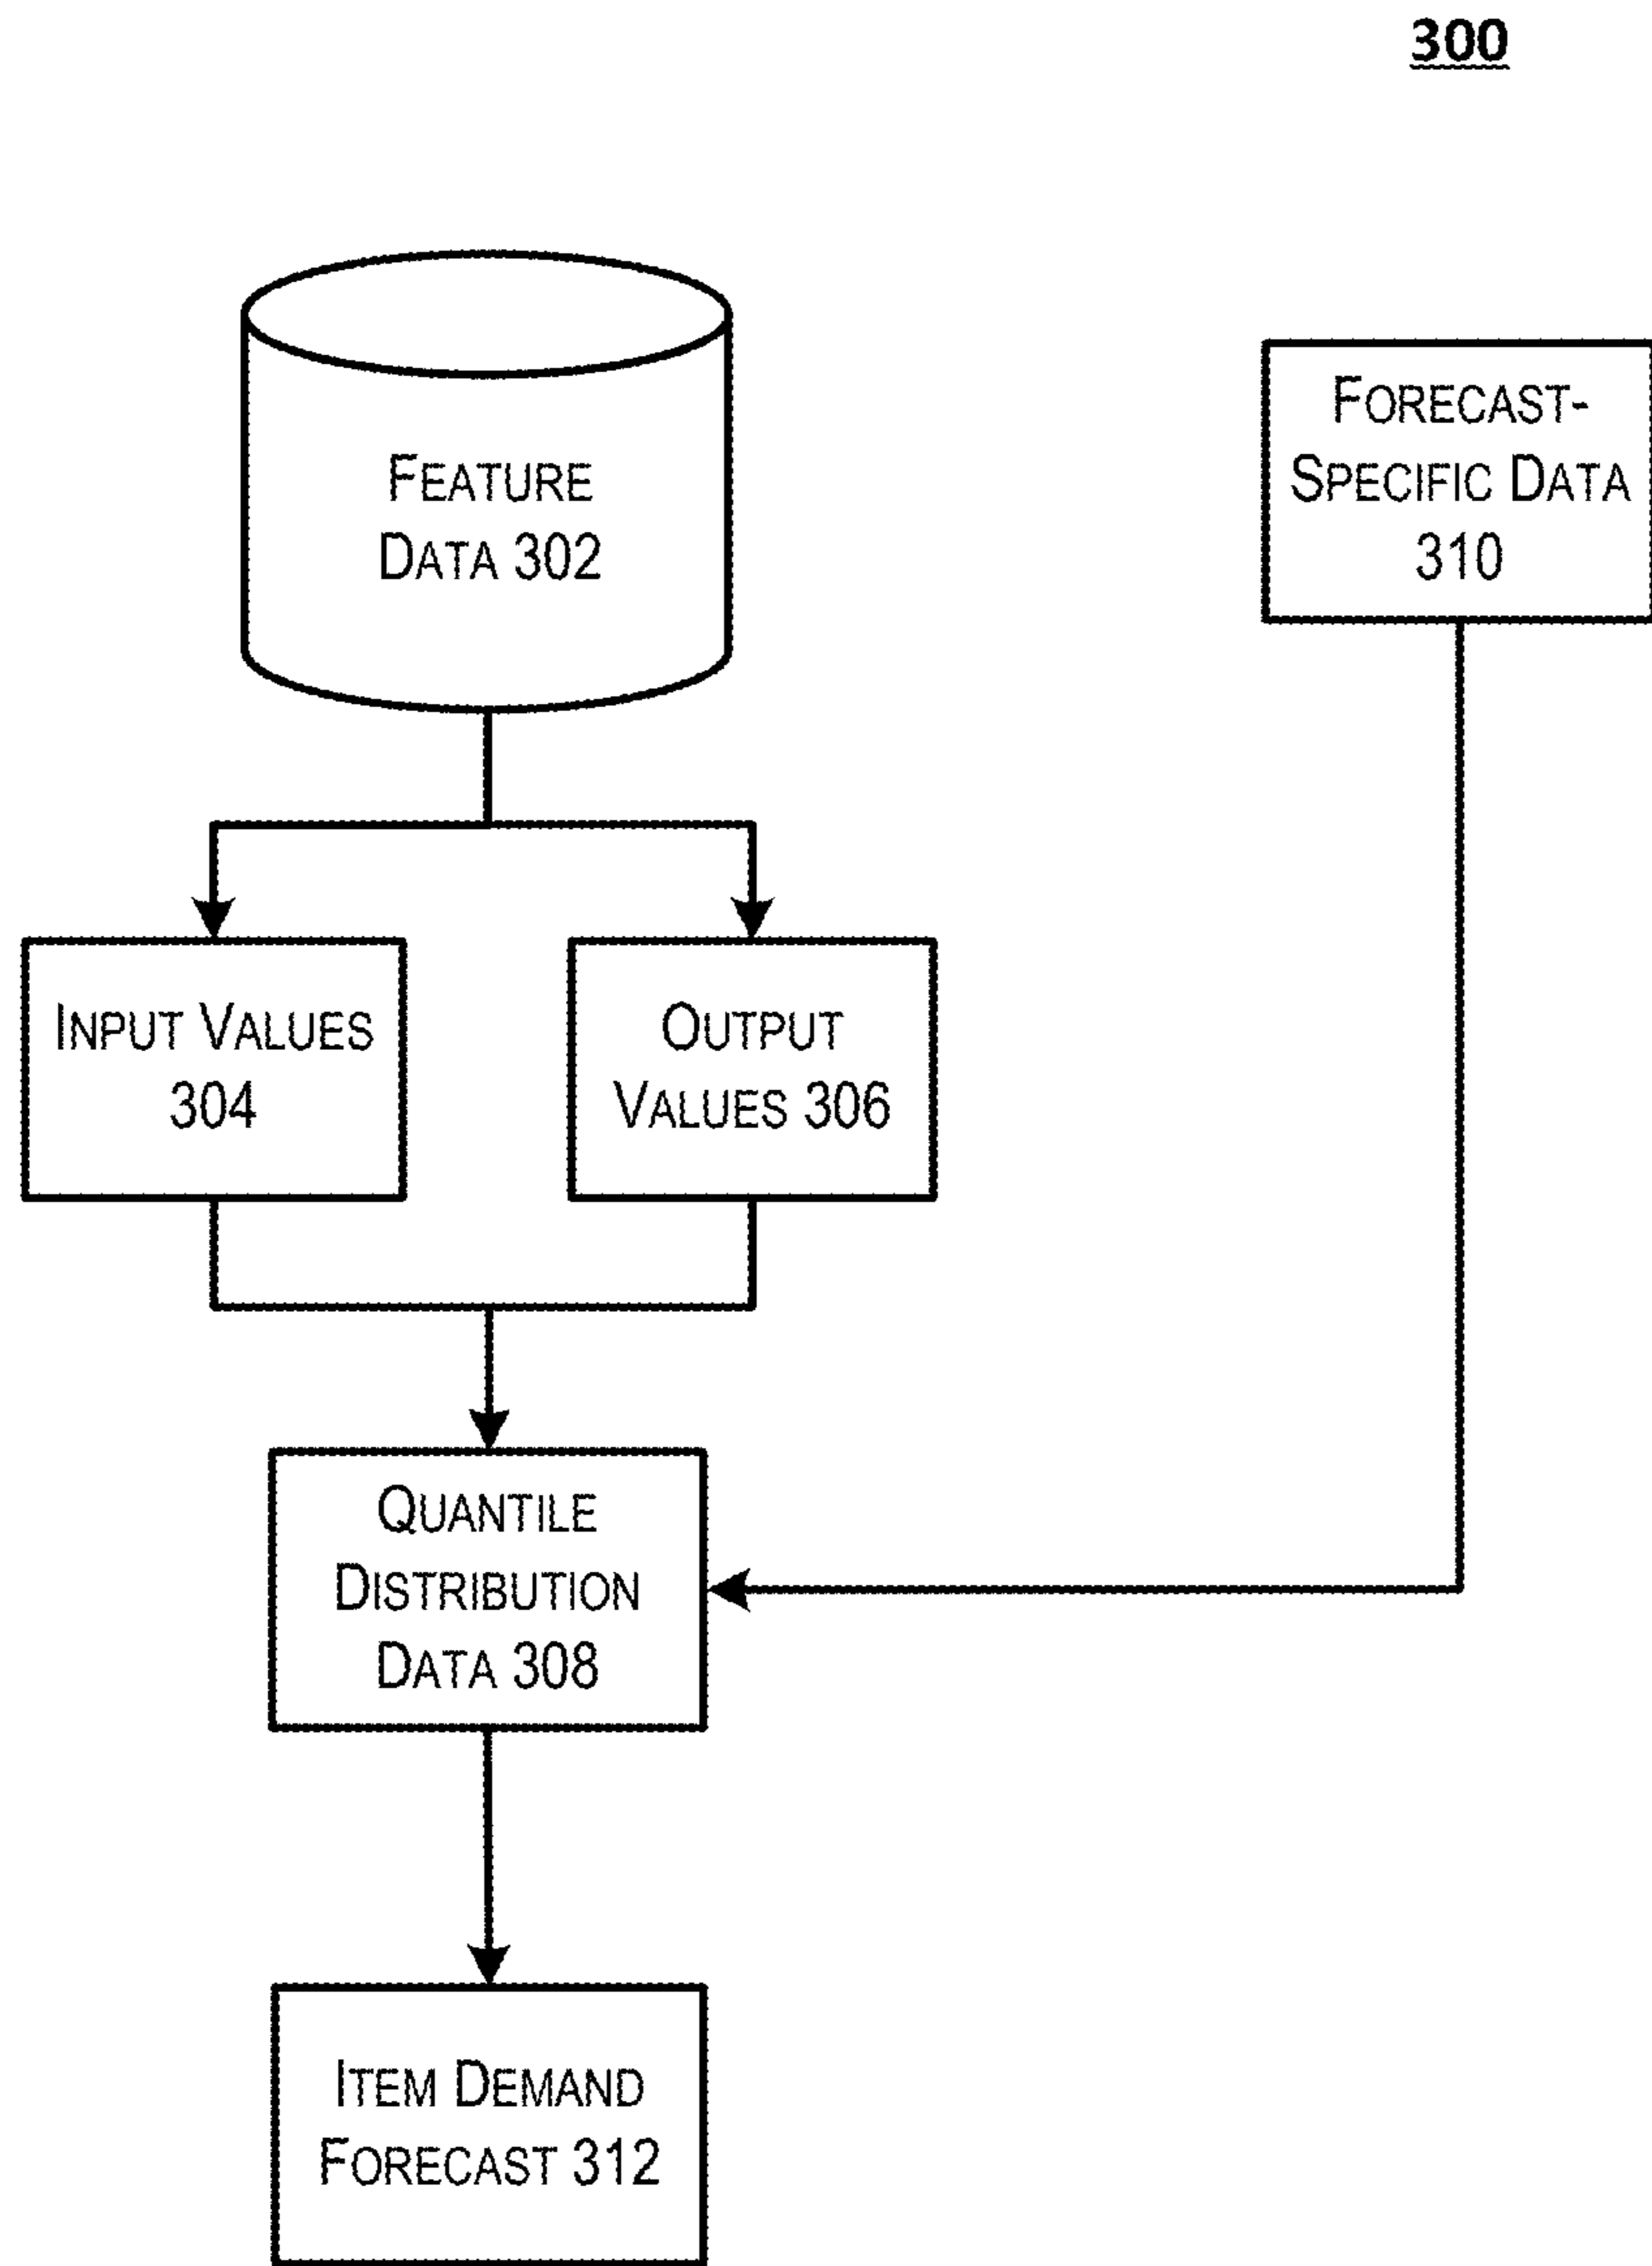 300
FEATURE
DATA 302
FORECAST-
SPECIFIC DATA
310
INPUT VALUES
304
OUTPUT
VALUES 306
QUANTILE
DISTRIBUTION
DATA 308
ITEM DEMAND
FORECAST 312